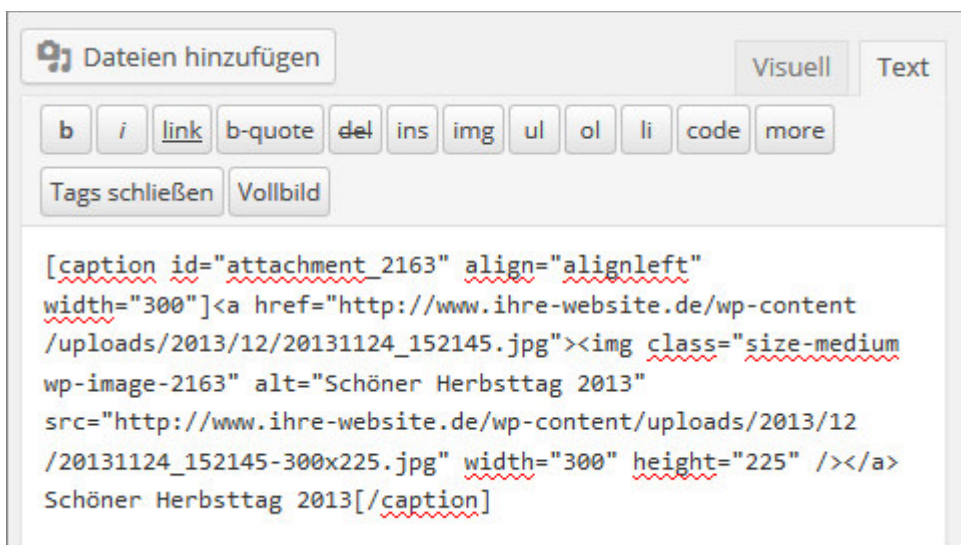 Dateien hinzufügen
Visuell Text
b i link b-quote del ins img ul ol li code more
Tags schließen Vollbild
[caption id="attachment_2163" align="alignleft"
width="300"]<a href="http://www.ihre-website.de/wp-content
/uploads/2013/12/20131124_152145.jpg"><img class="size-medium
wp-image-2163" alt="Schöner Herbsttag 2013"
src="http://www.ihre-website.de/wp-content/uploads/2013/12
/20131124_152145-300x225.jpg" width="300" height="225" /></a>
Schöner Herbsttag 2013[/caption]